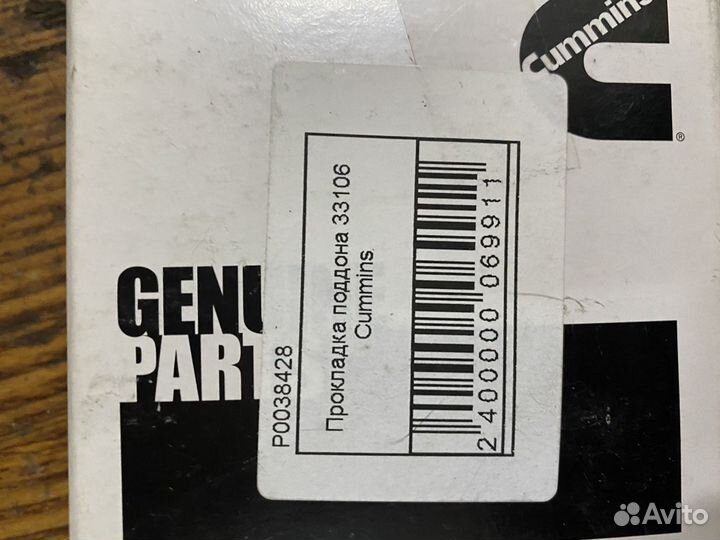 Cummins
®
GENU
PART
P0038428
Прокладка поддона 33106
Cummins
2 400000 069911
Avito